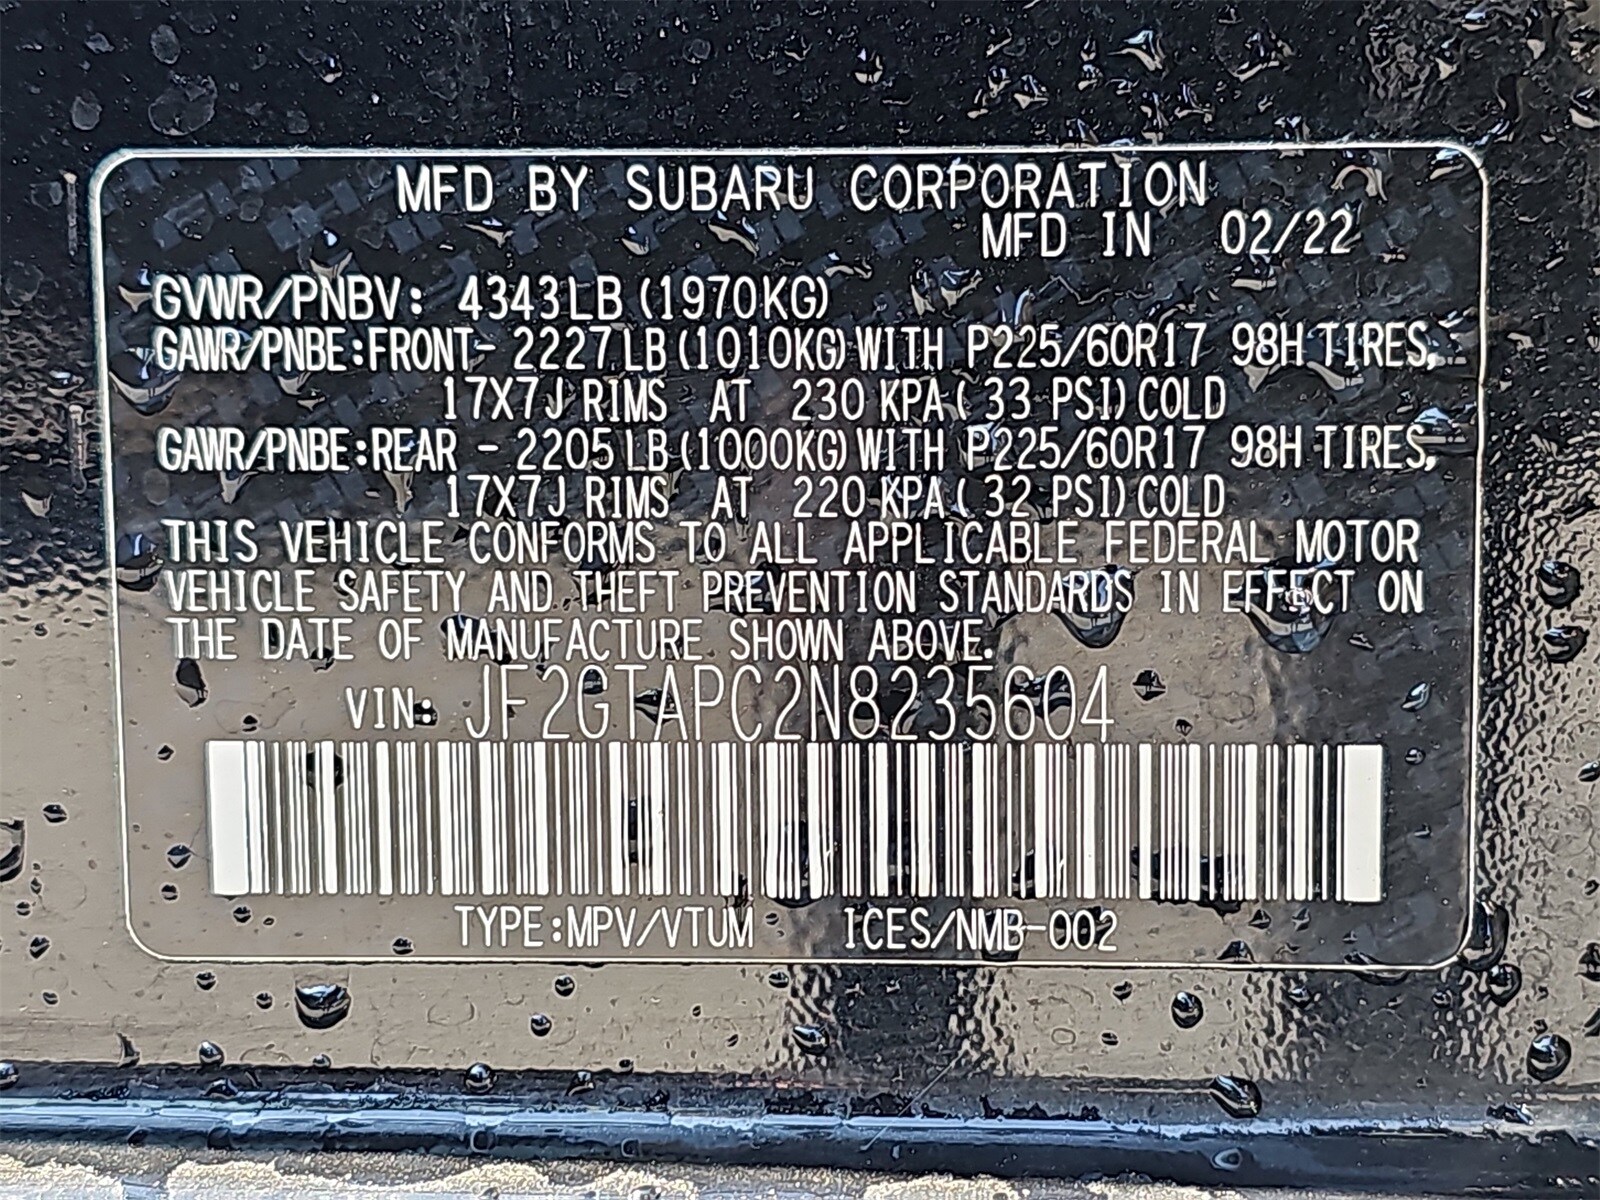 MFD BY SUBARU CORPORATION
MFD IN 02/22
GVWR/PNBV: 4343LB (1970KG)
GAWR/PNBE:FRONT- 2227LB (1010KG) WITH P225/60R17 98H TIRES,
17X7J RIMS AT 230 KPA( 33 PSI) COLD
GAWR/PNBE:REAR - 2205LB (1000KG) WITH P225/60R17 98H TIRES,
17X7J RIMS AT 220 KPA( 32 PSI) COLD
THIS VEHICLE CONFORMS TO ALL APPLICABLE FEDERAL MOTOR
VEHICLE SAFETY AND THEFT PREVENTION STANDARDS IN EFFECT ON
THE DATE OF MANUFACTURE SHOWN ABOVE.
VIN: JF2GTAPC2N8235604
TYPE:MPV/VTUM ICES/NMB-002